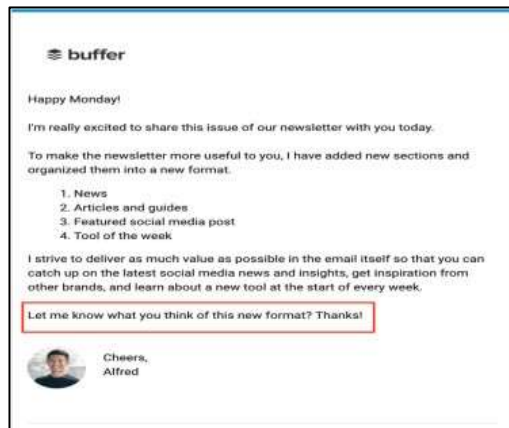 buffer
Happy Monday!
I'm really excited to share this issue of our newsletter with you today.
To make the newsletter more useful to you, I have added new sections and
organized them into a new format.
1. News
2. Articles and guides
3. Featured social media post
4. Tool of the week
I strive to deliver as much value as possible in the email itself so that you can
catch up on the latest social media news and insights, get inspiration from
other brands, and learn about a new tool at the start of every week.
Let me know what you think of this new format? Thanks!
Cheers,
Alfred